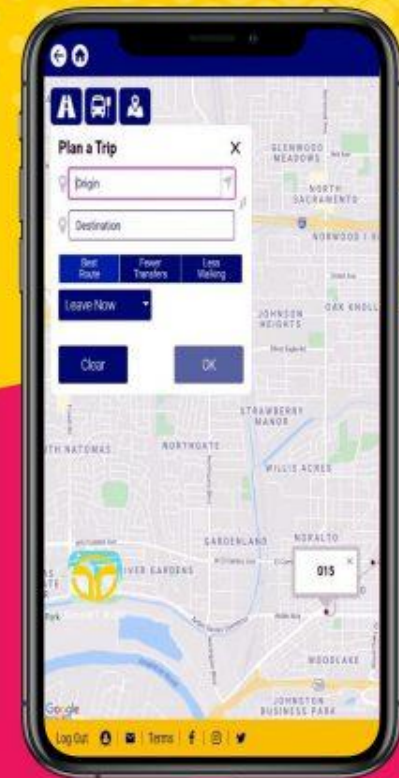 Plan a Trip X
Origin
Destination
Best Route
Fewer Transfers
Less Walking
Leave Now
Clear
OK
GLENWOOD MEADOWS
NORTH SACRAMENTO
JOHNSON HEIGHTS
OAK KNOLL
STRAWBERRY MANOR
NORTHGATE
WILLIS ACRES
GARDENLAND
NORALTO
RIVER GARDENS
015
WOODLAKE
JOHNSTON BUSINESS PARK
Google
Log Out
Terms